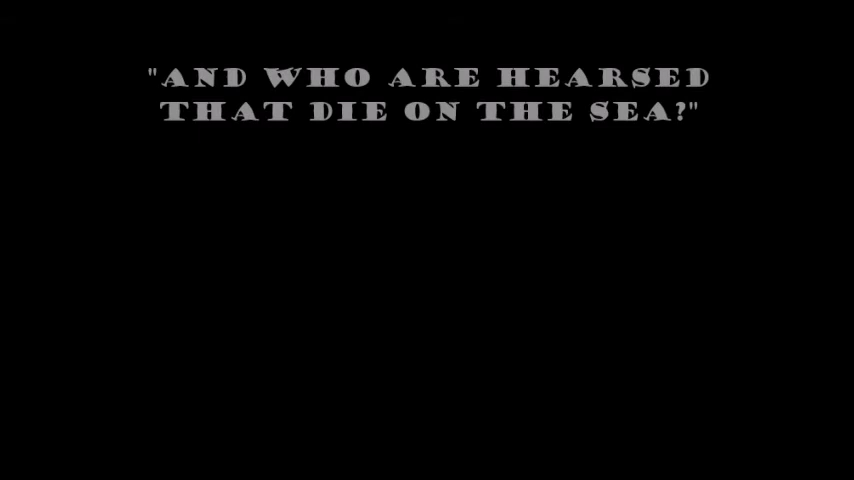 "AND WHO ARE HEARSED
THAT DIE ON THE SEA?"